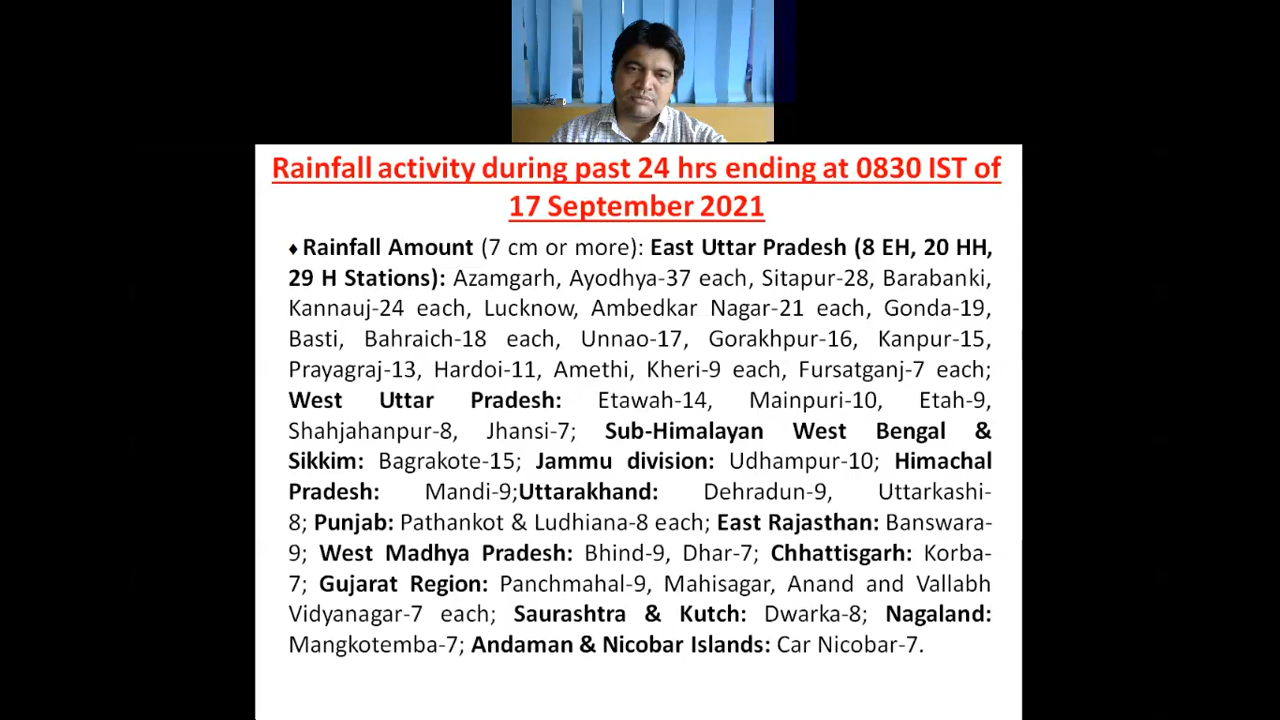 Rainfall activity during past 24 hrs ending at 0830 IST of
17 September 2021
♦Rainfall Amount (7 cm or more): East Uttar Pradesh (8 EH, 20 HH,
29 H Stations): Azamgarh, Ayodhya-37 each, Sitapur-28, Barabanki,
Kannauj-24 each, Lucknow, Ambedkar Nagar-21 each, Gonda-19,
Basti, Bahraich-18 each, Unnao-17, Gorakhpur-16, Kanpur-15,
Prayagraj-13, Hardoi-11, Amethi, Kheri-9 each, Fursatganj-7 each;
West Uttar Pradesh: Etawah-14, Mainpuri-10, Etah-9,
Shahjahanpur-8, Jhansi-7; Sub-Himalayan West Bengal &
Sikkim: Bagrakote-15; Jammu division: Udhampur-10; Himachal
Pradesh: Mandi-9;Uttarakhand: Dehradun-9, Uttarkashi-
8; Punjab: Pathankot & Ludhiana-8 each; East Rajasthan: Banswara-
9; West Madhya Pradesh: Bhind-9, Dhar-7; Chhattisgarh: Korba-
7; Gujarat Region: Panchmahal-9, Mahisagar, Anand and Vallabh
Vidyanagar-7 each; Saurashtra & Kutch: Dwarka-8; Nagaland:
Mangkotemba-7; Andaman & Nicobar Islands: Car Nicobar-7.